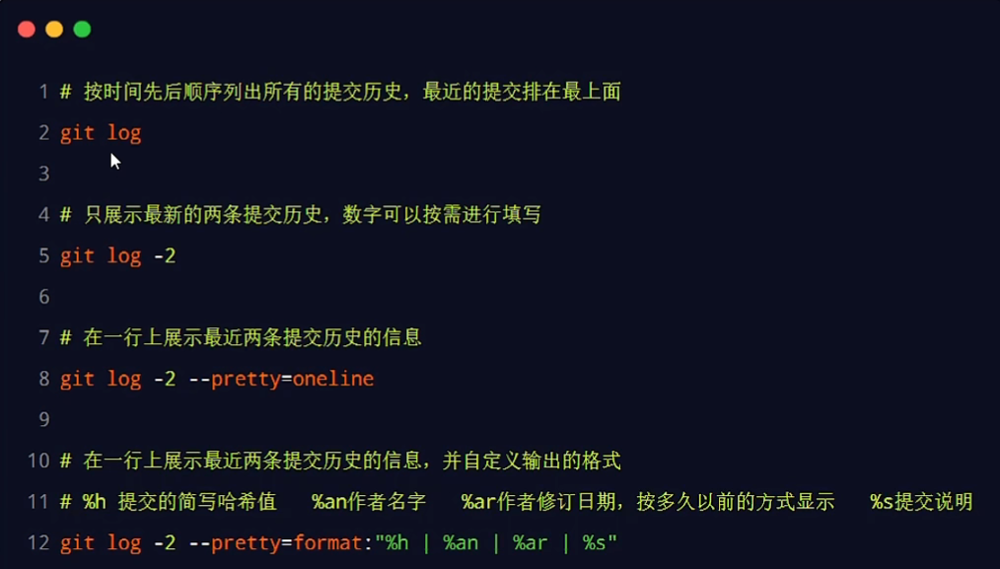 1 # 按时间先后顺序列出所有的提交历史，最近的提交排在最上面
2 git log
3
4 # 只展示最新的两条提交历史，数字可以按需进行填写
5 git log -2
6
7 # 在一行上展示最近两条提交历史的信息
8 git log -2 --pretty=oneline
9
10 # 在一行上展示最近两条提交历史的信息，并自定义输出的格式
11 # %h 提交的简写哈希值   %an作者名字   %ar作者修订日期，按多久以前的方式显示   %s提交说明
12 git log -2 --pretty=format:"%h | %an | %ar | %s"